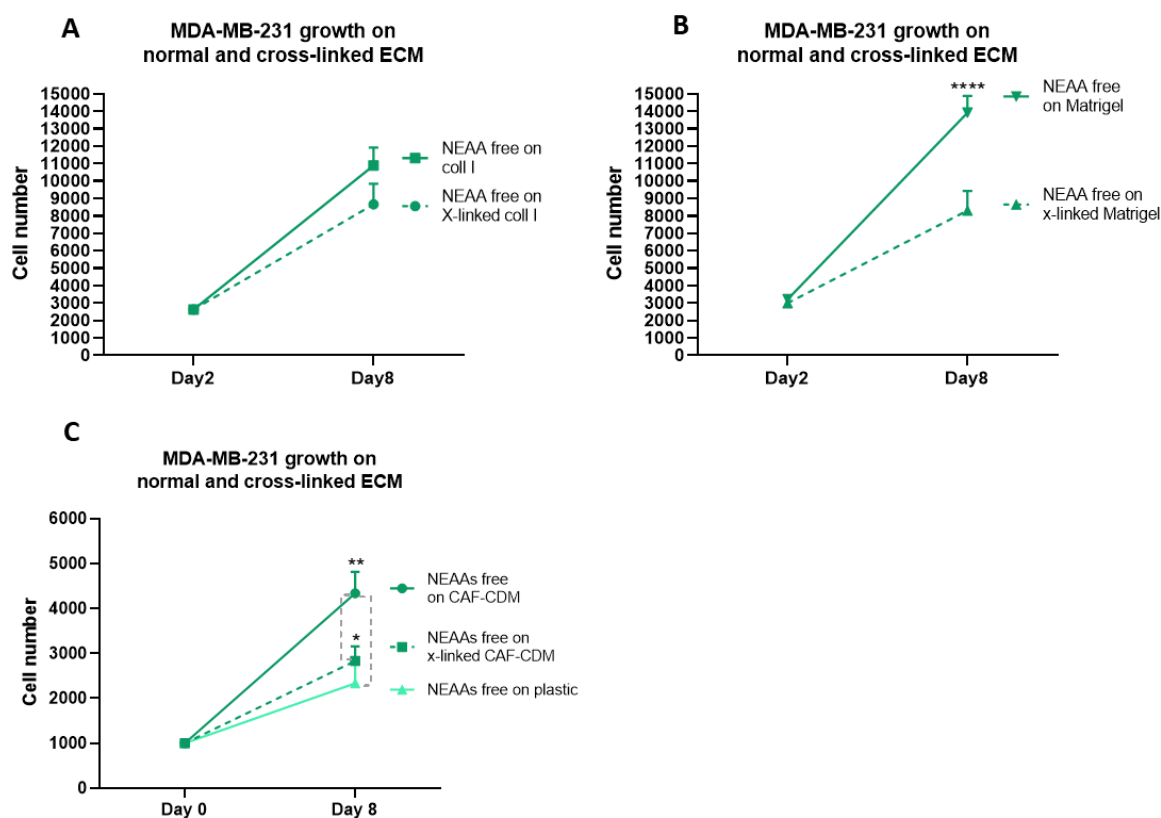 A
MDA-MB-231 growth on
normal and cross-linked ECM
15000
14000
13000
12000
11000
10000
9000
8000
7000
6000
5000
4000
3000
2000
1000
0
Cell number
Day2
Day8
NEAA free on
coll I
NEAA free on
X-linked coll I
B
MDA-MB-231 growth on
normal and cross-linked ECM
15000
14000
13000
12000
11000
10000
9000
8000
7000
6000
5000
4000
3000
2000
1000
0
Cell number
Day2
Day8
****
NEAA free
on Matrigel
NEAA free on
x-linked Matrigel
C
MDA-MB-231 growth on
normal and cross-linked ECM
6000
5000
4000
3000
2000
1000
0
Cell number
Day 0
Day 8
**
*
NEAAs free
on CAF-CDM
NEAAs free on
x-linked CAF-CDM
NEAAs free on plastic